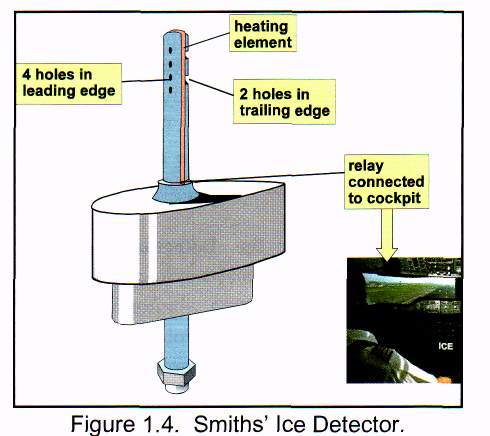 heating
element
4 holes in
leading edge
2 holes in
trailing edge
relay
connected
to cockpit
ICE
Figure 1.4. Smiths' Ice Detector.